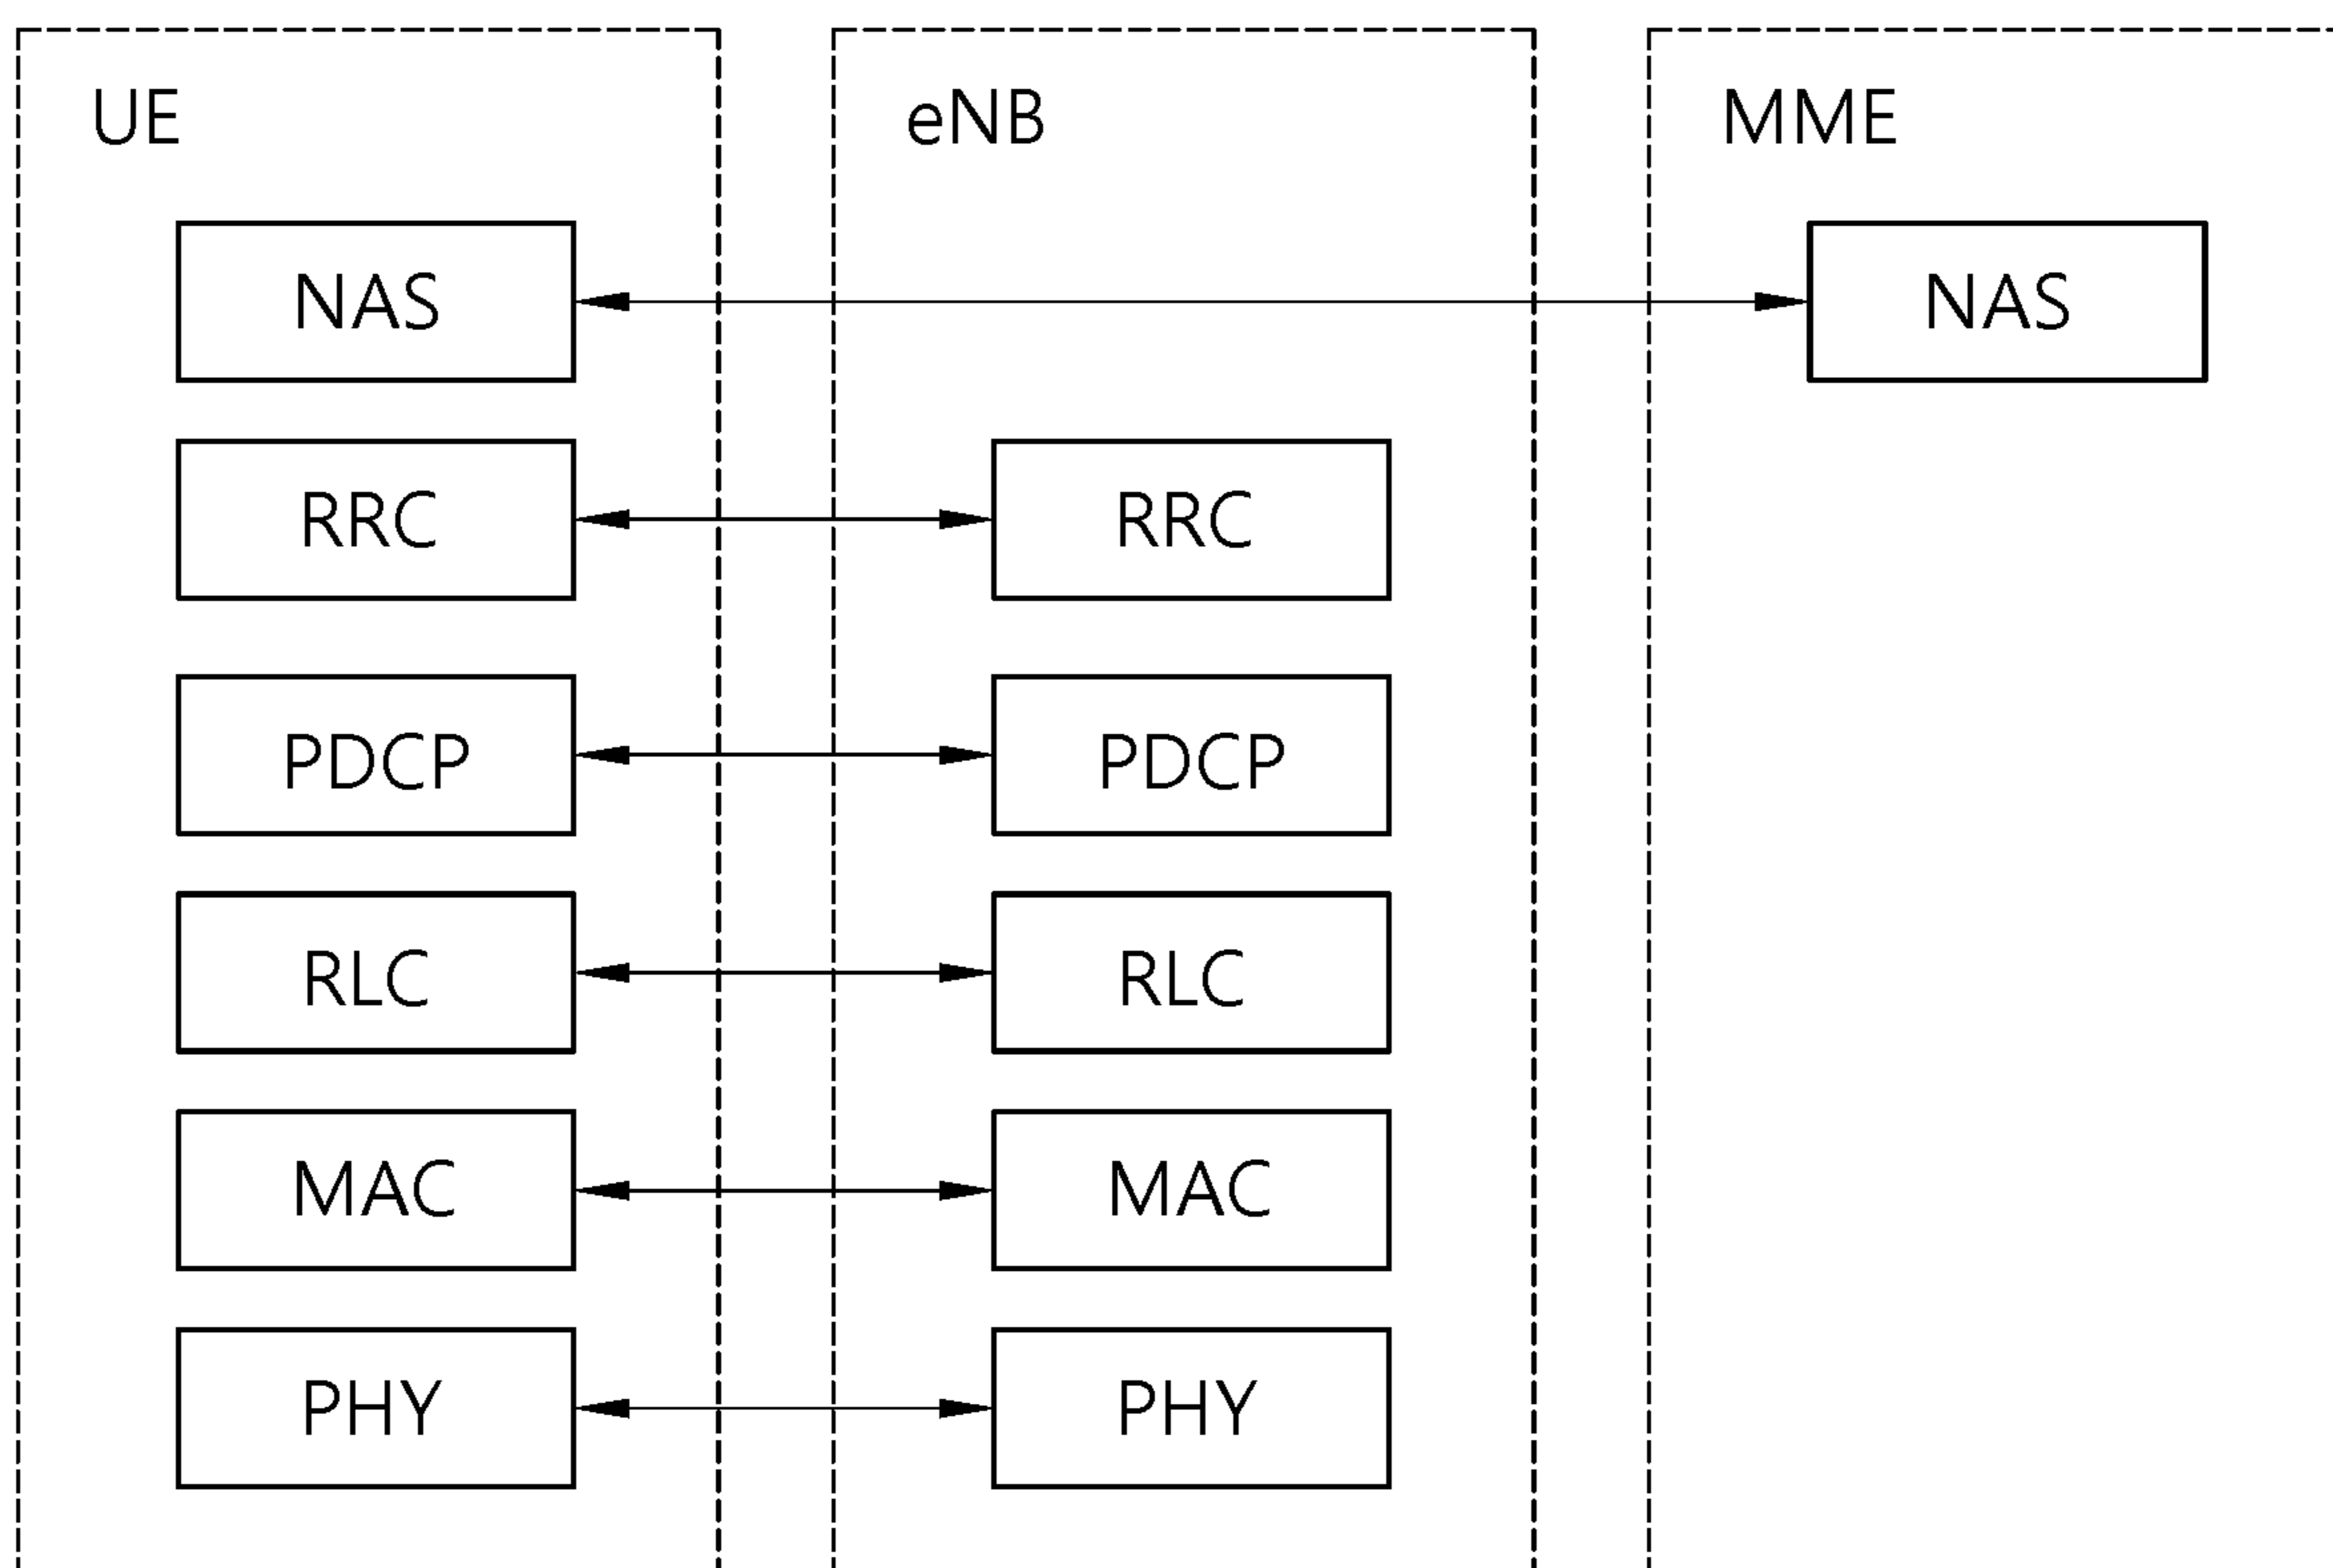 UE
eNB
MME
NAS
NAS
RRC
RRC
PDCP
PDCP
RLC
RLC
MAC
MAC
PHY
PHY